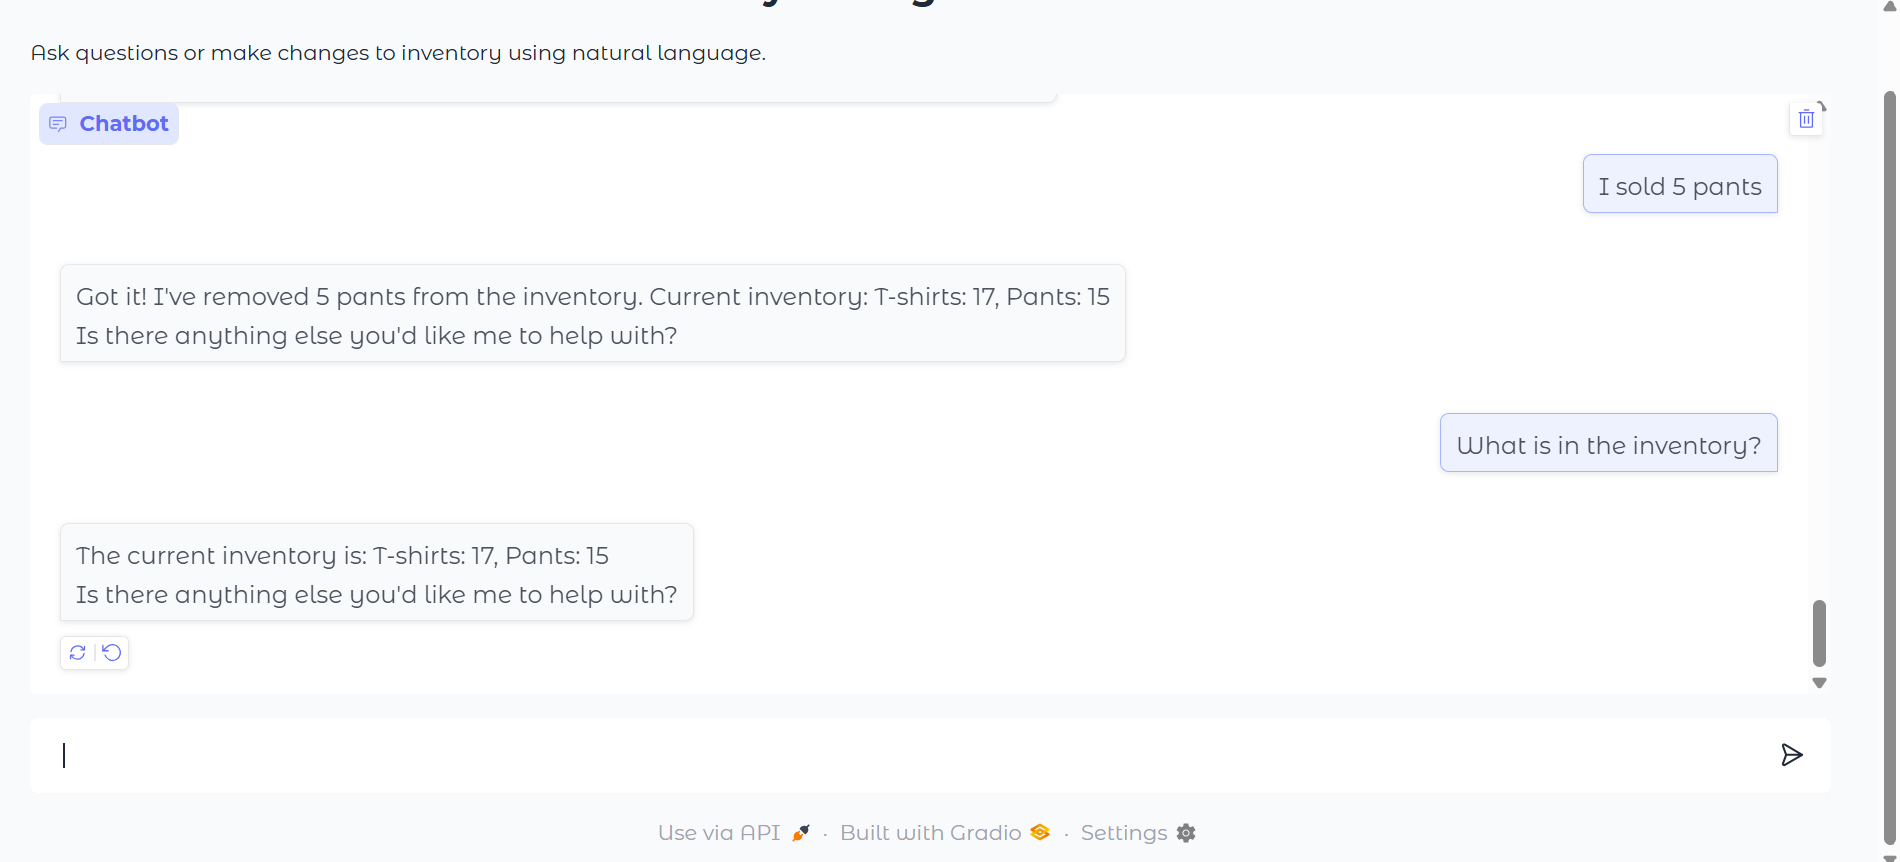 Ask questions or make changes to inventory using natural language.
Chatbot
I sold 5 pants
Got it! I've removed 5 pants from the inventory. Current inventory: T-shirts: 17, Pants: 15
Is there anything else you'd like me to help with?
What is in the inventory?
The current inventory is: T-shirts: 17, Pants: 15
Is there anything else you'd like me to help with?
Use via API · Built with Gradio · Settings